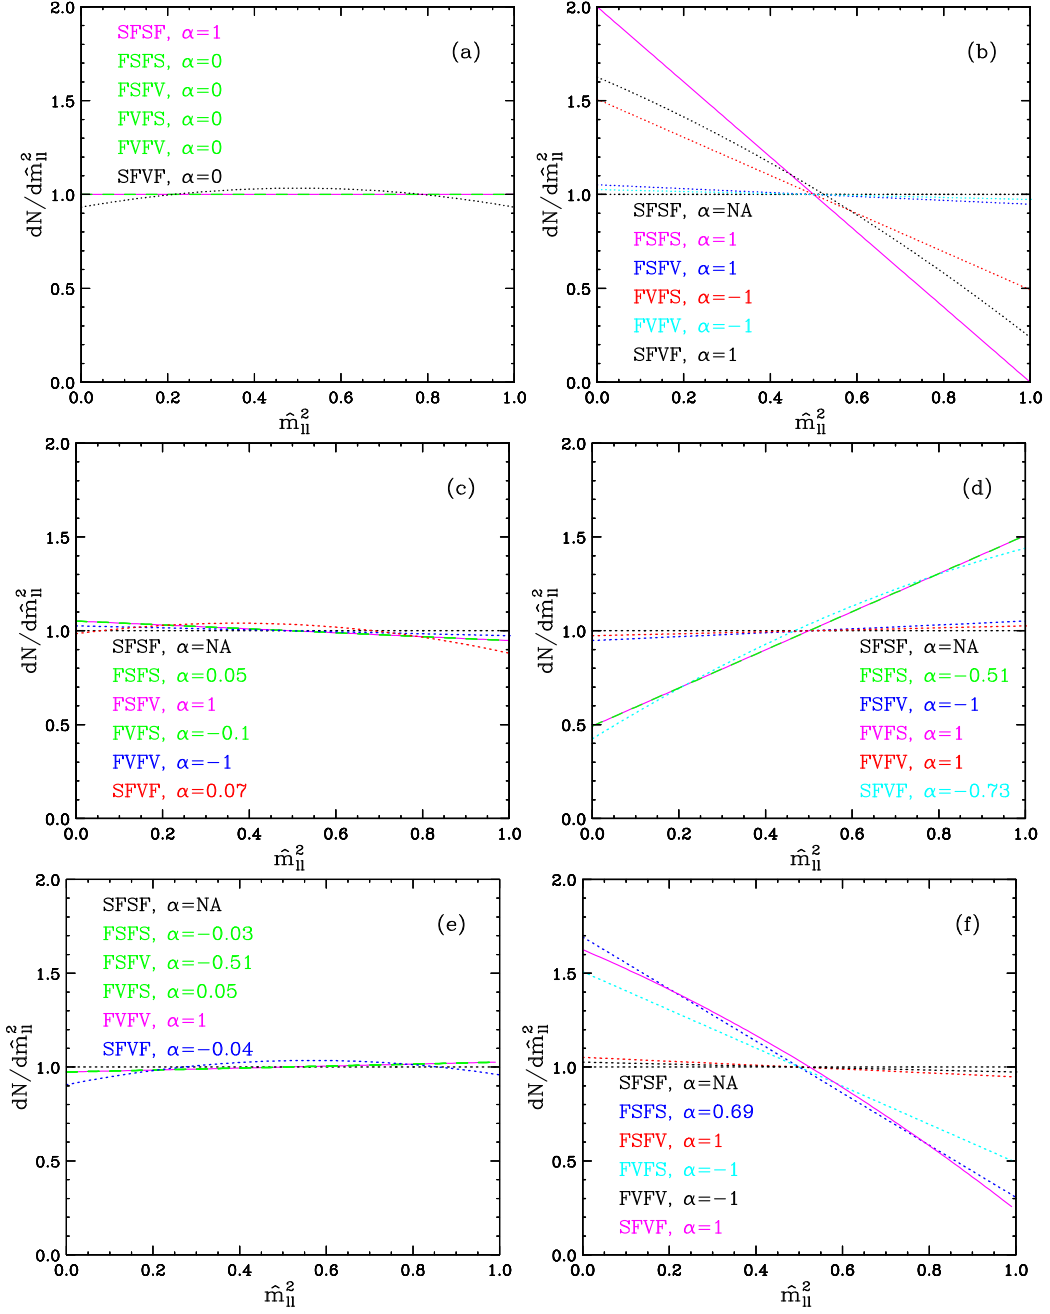 2.0
1.5
1.0
0.5
0.0
dN/dm̂²ll
SFSF, α=1
FSFS, α=0
FSFV, α=0
FVFS, α=0
FVFV, α=0
SFVF, α=0
(a)
0.0 0.2 0.4 0.6 0.8 1.0
m̂²ll
2.0
1.5
1.0
0.5
0.0
dN/dm̂²ll
(b)
SFSF, α=NA
FSFS, α=1
FSFV, α=1
FVFS, α=−1
FVFV, α=−1
SFVF, α=1
0.0 0.2 0.4 0.6 0.8 1.0
m̂²ll
2.0
1.5
1.0
0.5
0.0
dN/dm̂²ll
(c)
SFSF, α=NA
FSFS, α=0.05
FSFV, α=1
FVFS, α=−0.1
FVFV, α=−1
SFVF, α=0.07
0.0 0.2 0.4 0.6 0.8 1.0
m̂²ll
2.0
1.5
1.0
0.5
0.0
dN/dm̂²ll
(d)
SFSF, α=NA
FSFS, α=−0.51
FSFV, α=−1
FVFS, α=1
FVFV, α=1
SFVF, α=−0.73
0.0 0.2 0.4 0.6 0.8 1.0
m̂²ll
2.0
1.5
1.0
0.5
0.0
dN/dm̂²ll
SFSF, α=NA
FSFS, α=−0.03
FSFV, α=−0.51
FVFS, α=0.05
FVFV, α=1
SFVF, α=−0.04
(e)
0.0 0.2 0.4 0.6 0.8 1.0
m̂²ll
2.0
1.5
1.0
0.5
0.0
dN/dm̂²ll
(f)
SFSF, α=NA
FSFS, α=0.69
FSFV, α=1
FVFS, α=−1
FVFV, α=−1
SFVF, α=1
0.0 0.2 0.4 0.6 0.8 1.0
m̂²ll